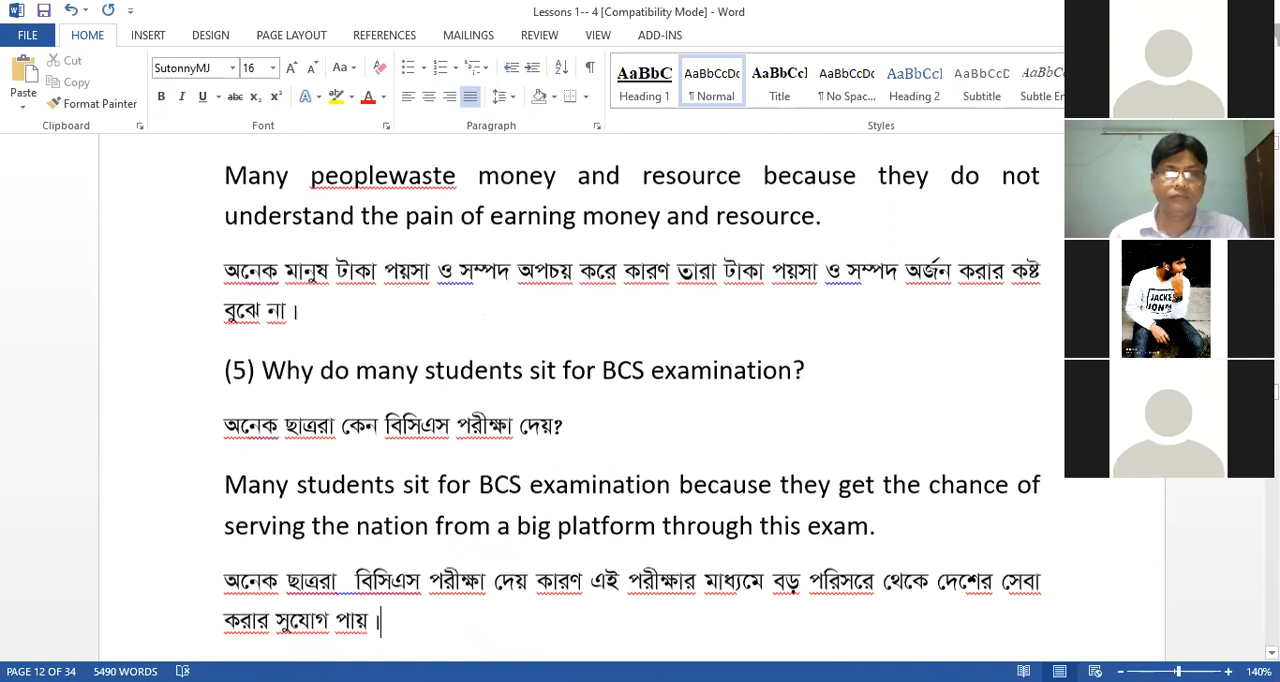 Lessons 1-- 4 [Compatibility Mode] - Word
FILE HOME INSERT DESIGN PAGE LAYOUT REFERENCES MAILINGS REVIEW VIEW ADD-INS
Cut
Copy
Format Painter
Paste
Clipboard
SutonnyMJ 16
Font
Paragraph
AaBbC AaBbCcDc AaBbCcl AaBbCcDc AaBbCcl AaBbCcDc AaBbCcDc
Heading 1 ¶ Normal Title ¶ No Spac... Heading 2 Subtitle Subtle En
Styles
Many peoplewaste money and resource because they do not
understand the pain of earning money and resource.
অনেক মানুষ টাকা পয়সা ও সম্পদ অপচয় করে কারণ তারা টাকা পয়সা ও সম্পদ অর্জন করার কষ্ট
বুঝে না।
(5) Why do many students sit for BCS examination?
অনেক ছাত্ররা কেন বিসিএস পরীক্ষা দেয়?
Many students sit for BCS examination because they get the chance of
serving the nation from a big platform through this exam.
অনেক ছাত্ররা বিসিএস পরীক্ষা দেয় কারণ এই পরীক্ষার মাধ্যমে বড় পরিসরে থেকে দেশের সেবা
করার সুযোগ পায়।
JACKE
JON
PAGE 12 OF 34 5490 WORDS 140%